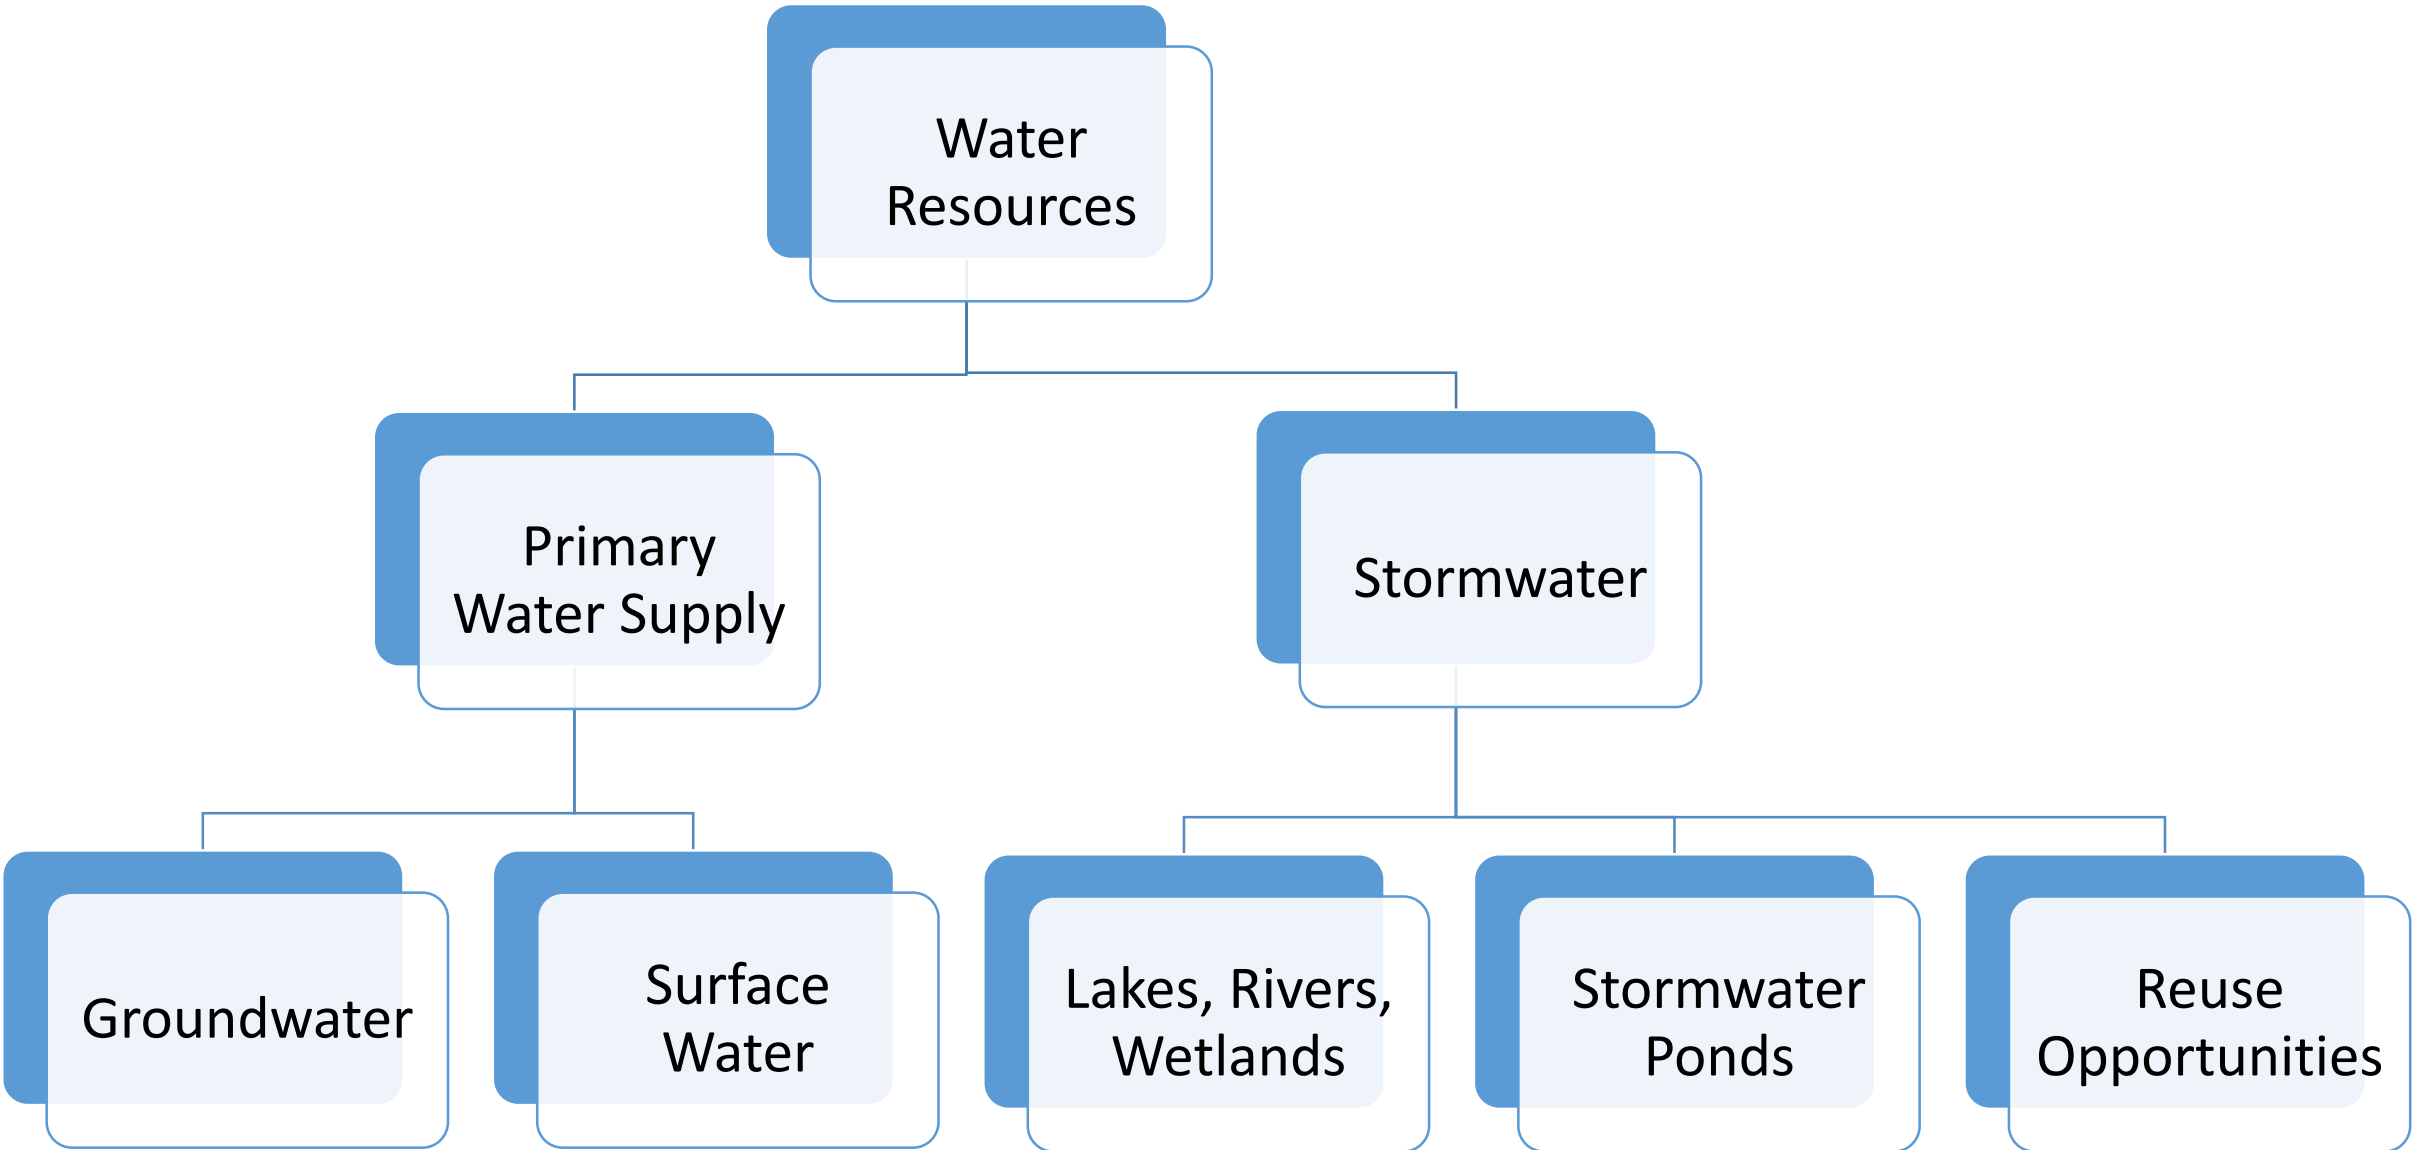 Water
Resources
Primary
Water Supply
Stormwater
Groundwater
Surface
Water
Lakes, Rivers,
Wetlands
Stormwater
Ponds
Reuse
Opportunities